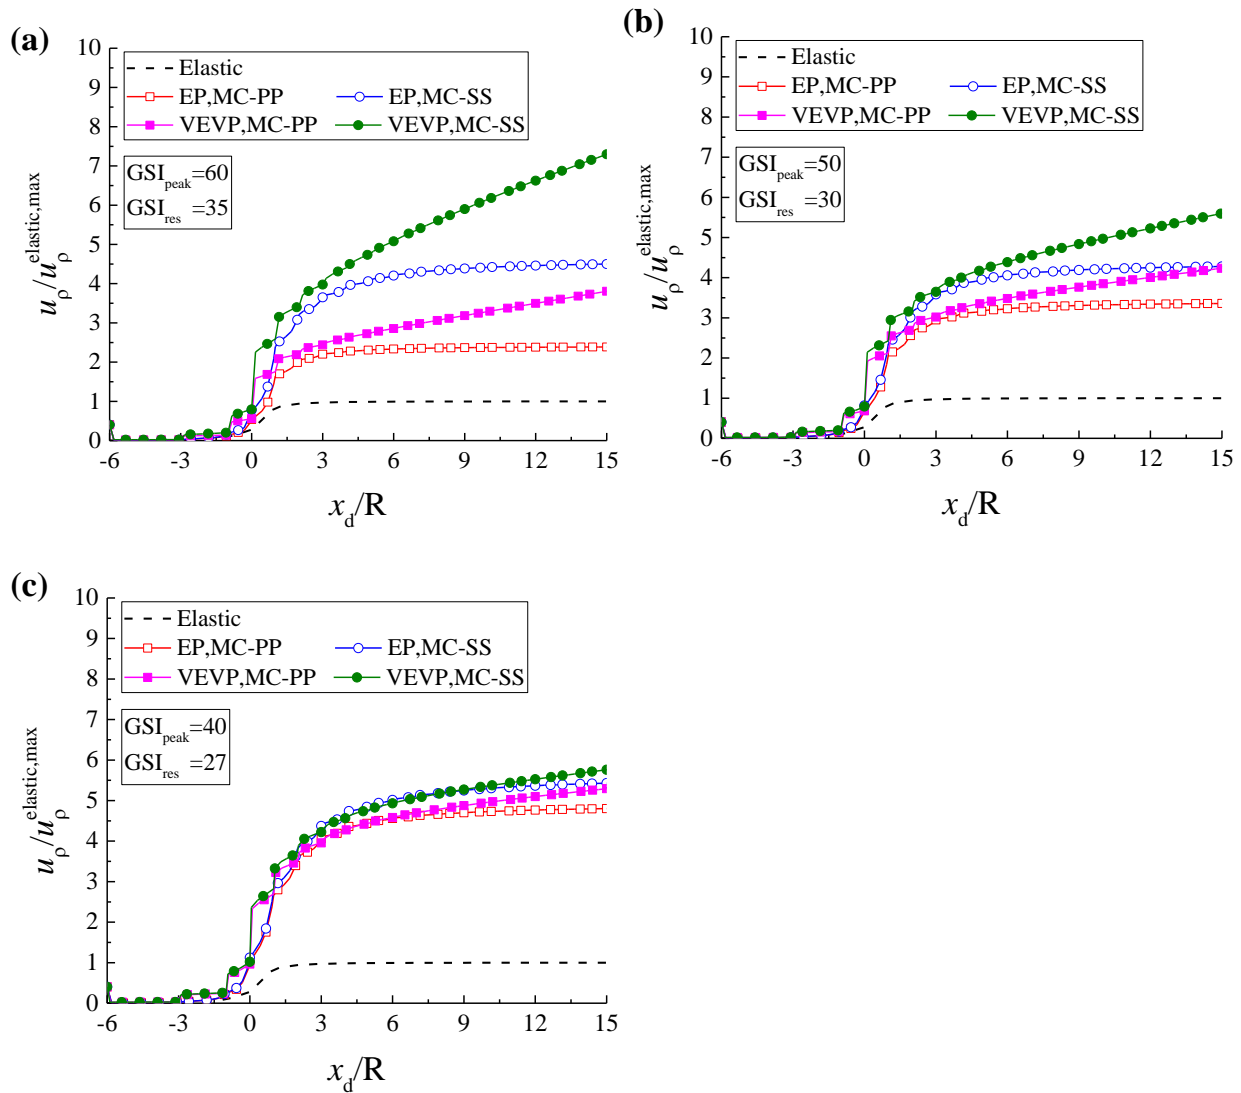 (a)
10
9
8
7
6
5
4
3
2
1
0
-6 -3 0 3 6 9 12 15
Elastic
EP,MC-PP EP,MC-SS
VEVP,MC-PP VEVP,MC-SS
GSIpeak=60
GSIres =35
uρ/uρelastic,max
xd/R
(b)
10
9
8
7
6
5
4
3
2
1
0
-6 -3 0 3 6 9 12 15
Elastic
EP,MC-PP EP,MC-SS
VEVP,MC-PP VEVP,MC-SS
GSIpeak=50
GSIres =30
uρ/uρelastic,max
xd/R
(c)
10
9
8
7
6
5
4
3
2
1
0
-6 -3 0 3 6 9 12 15
Elastic
EP,MC-PP EP,MC-SS
VEVP,MC-PP VEVP,MC-SS
GSIpeak=40
GSIres =27
uρ/uρelastic,max
xd/R